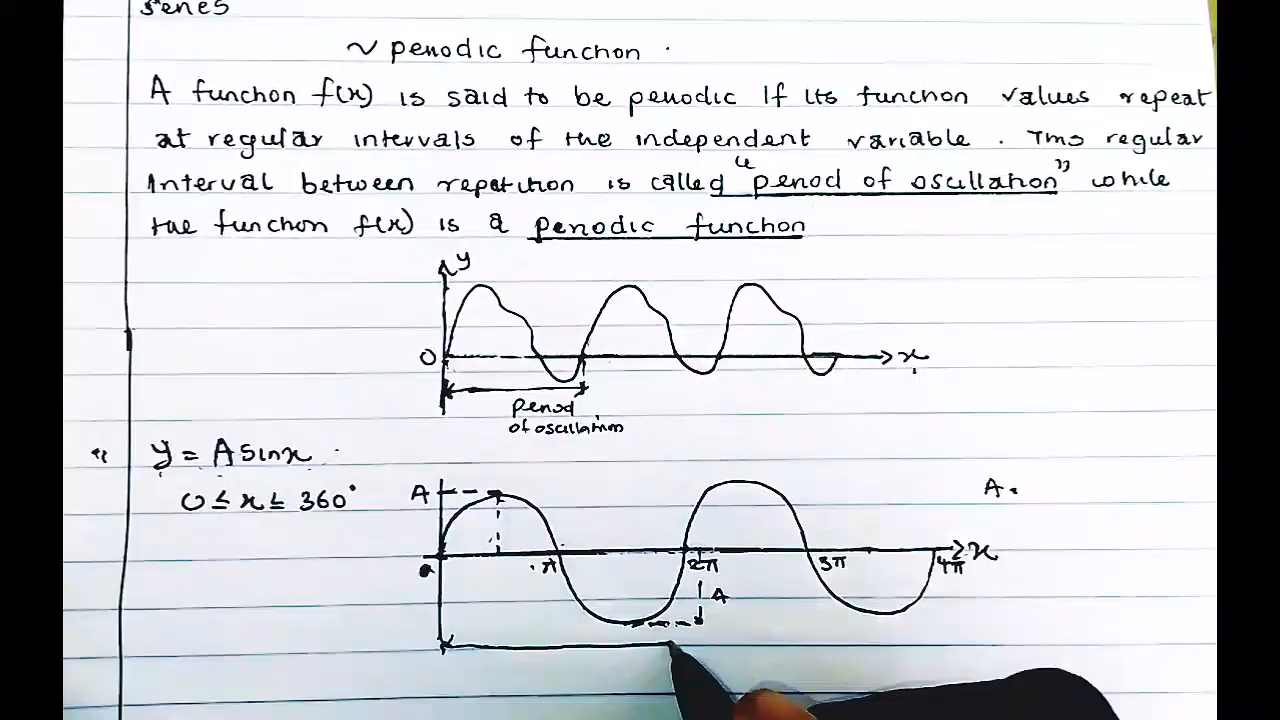 series
~ periodic function .
A function f(x) is said to be periodic if its function values repeat
at regular intervals of the independent variable . This regular
Interval between repetition is called "period of oscillation" while
the function f(x) is a periodic function
y
0
x
period
of oscillation
" y = A sin x
0 ≤ x ≤ 360°
A
A
π
2π
3π
4π
x
A